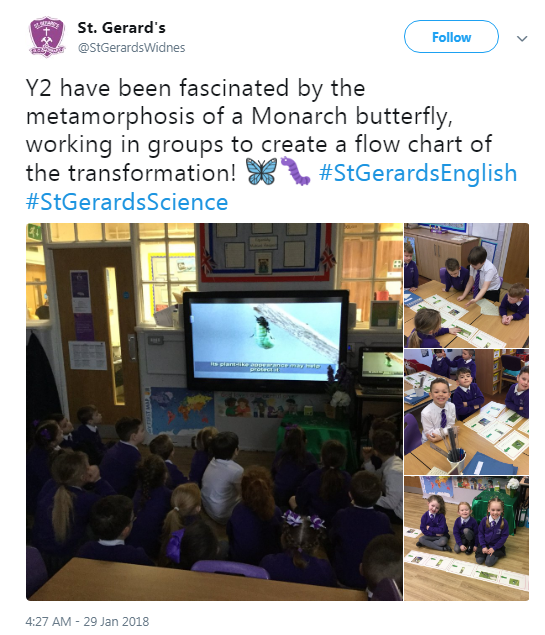 St. Gerard's
@StGerardsWidnes
Follow
Y2 have been fascinated by the
metamorphosis of a Monarch butterfly,
working in groups to create a flow chart of
the transformation! 🦋🐛 #StGerardsEnglish
#StGerardsScience
Its plant-like appearance may help
protect it
4:27 AM - 29 Jan 2018